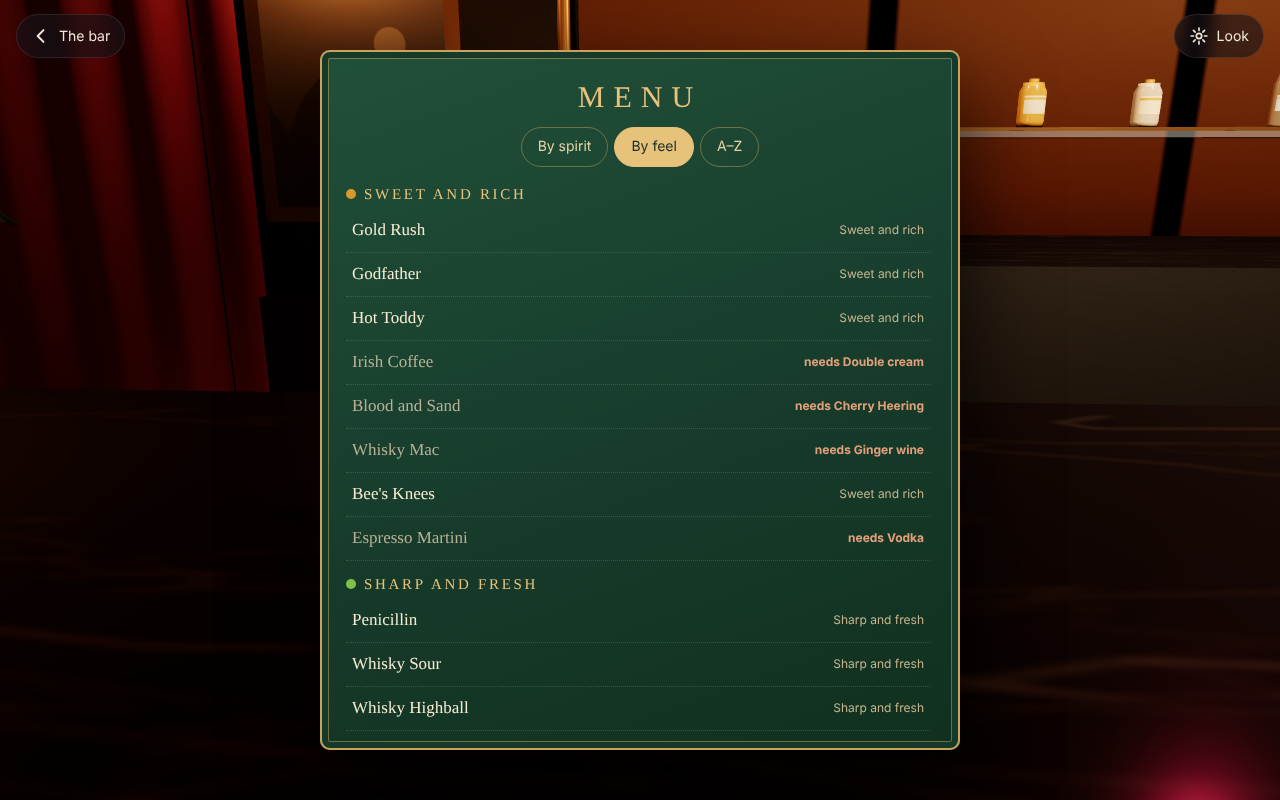 The bar
Look
MENU
By spirit By feel A–Z
SWEET AND RICH
Gold Rush Sweet and rich
Godfather Sweet and rich
Hot Toddy Sweet and rich
Irish Coffee needs Double cream
Blood and Sand needs Cherry Heering
Whisky Mac needs Ginger wine
Bee's Knees Sweet and rich
Espresso Martini needs Vodka
SHARP AND FRESH
Penicillin Sharp and fresh
Whisky Sour Sharp and fresh
Whisky Highball Sharp and fresh